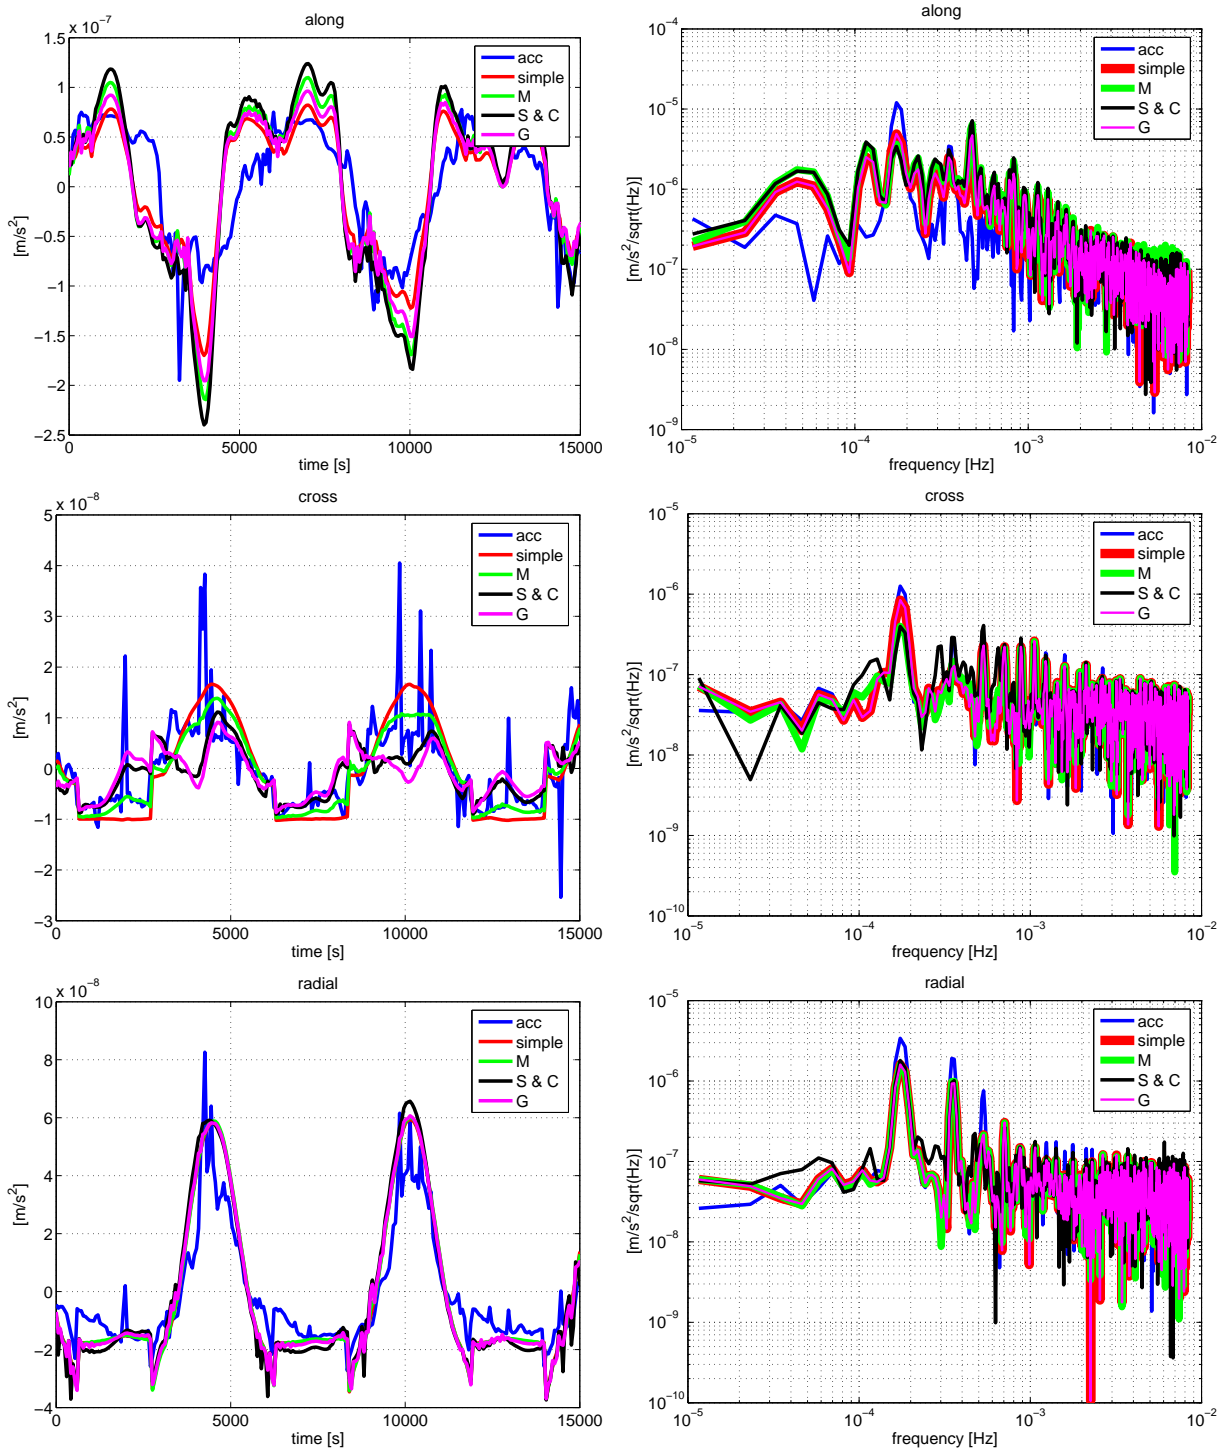 along
x 10^-7
1.5
1
0.5
0
−0.5
−1
−1.5
−2
−2.5
[m/s^2]
0
5000
10000
15000
time [s]
acc
simple
M
S & C
G
along
10^-4
10^-5
10^-6
10^-7
10^-8
10^-9
[m/s^2/sqrt(Hz)]
10^-5
10^-4
10^-3
10^-2
frequency [Hz]
acc
simple
M
S & C
G
cross
x 10^-8
5
4
3
2
1
0
−1
−2
−3
[m/s^2]
0
5000
10000
15000
time [s]
acc
simple
M
S & C
G
cross
10^-5
10^-6
10^-7
10^-8
10^-9
10^-10
[m/s^2/sqrt(Hz)]
10^-5
10^-4
10^-3
10^-2
frequency [Hz]
acc
simple
M
S & C
G
radial
x 10^-8
10
8
6
4
2
0
−2
−4
[m/s^2]
0
5000
10000
15000
time [s]
acc
simple
M
S & C
G
radial
10^-5
10^-6
10^-7
10^-8
10^-9
10^-10
[m/s^2/sqrt(Hz)]
10^-5
10^-4
10^-3
10^-2
frequency [Hz]
acc
simple
M
S & C
G